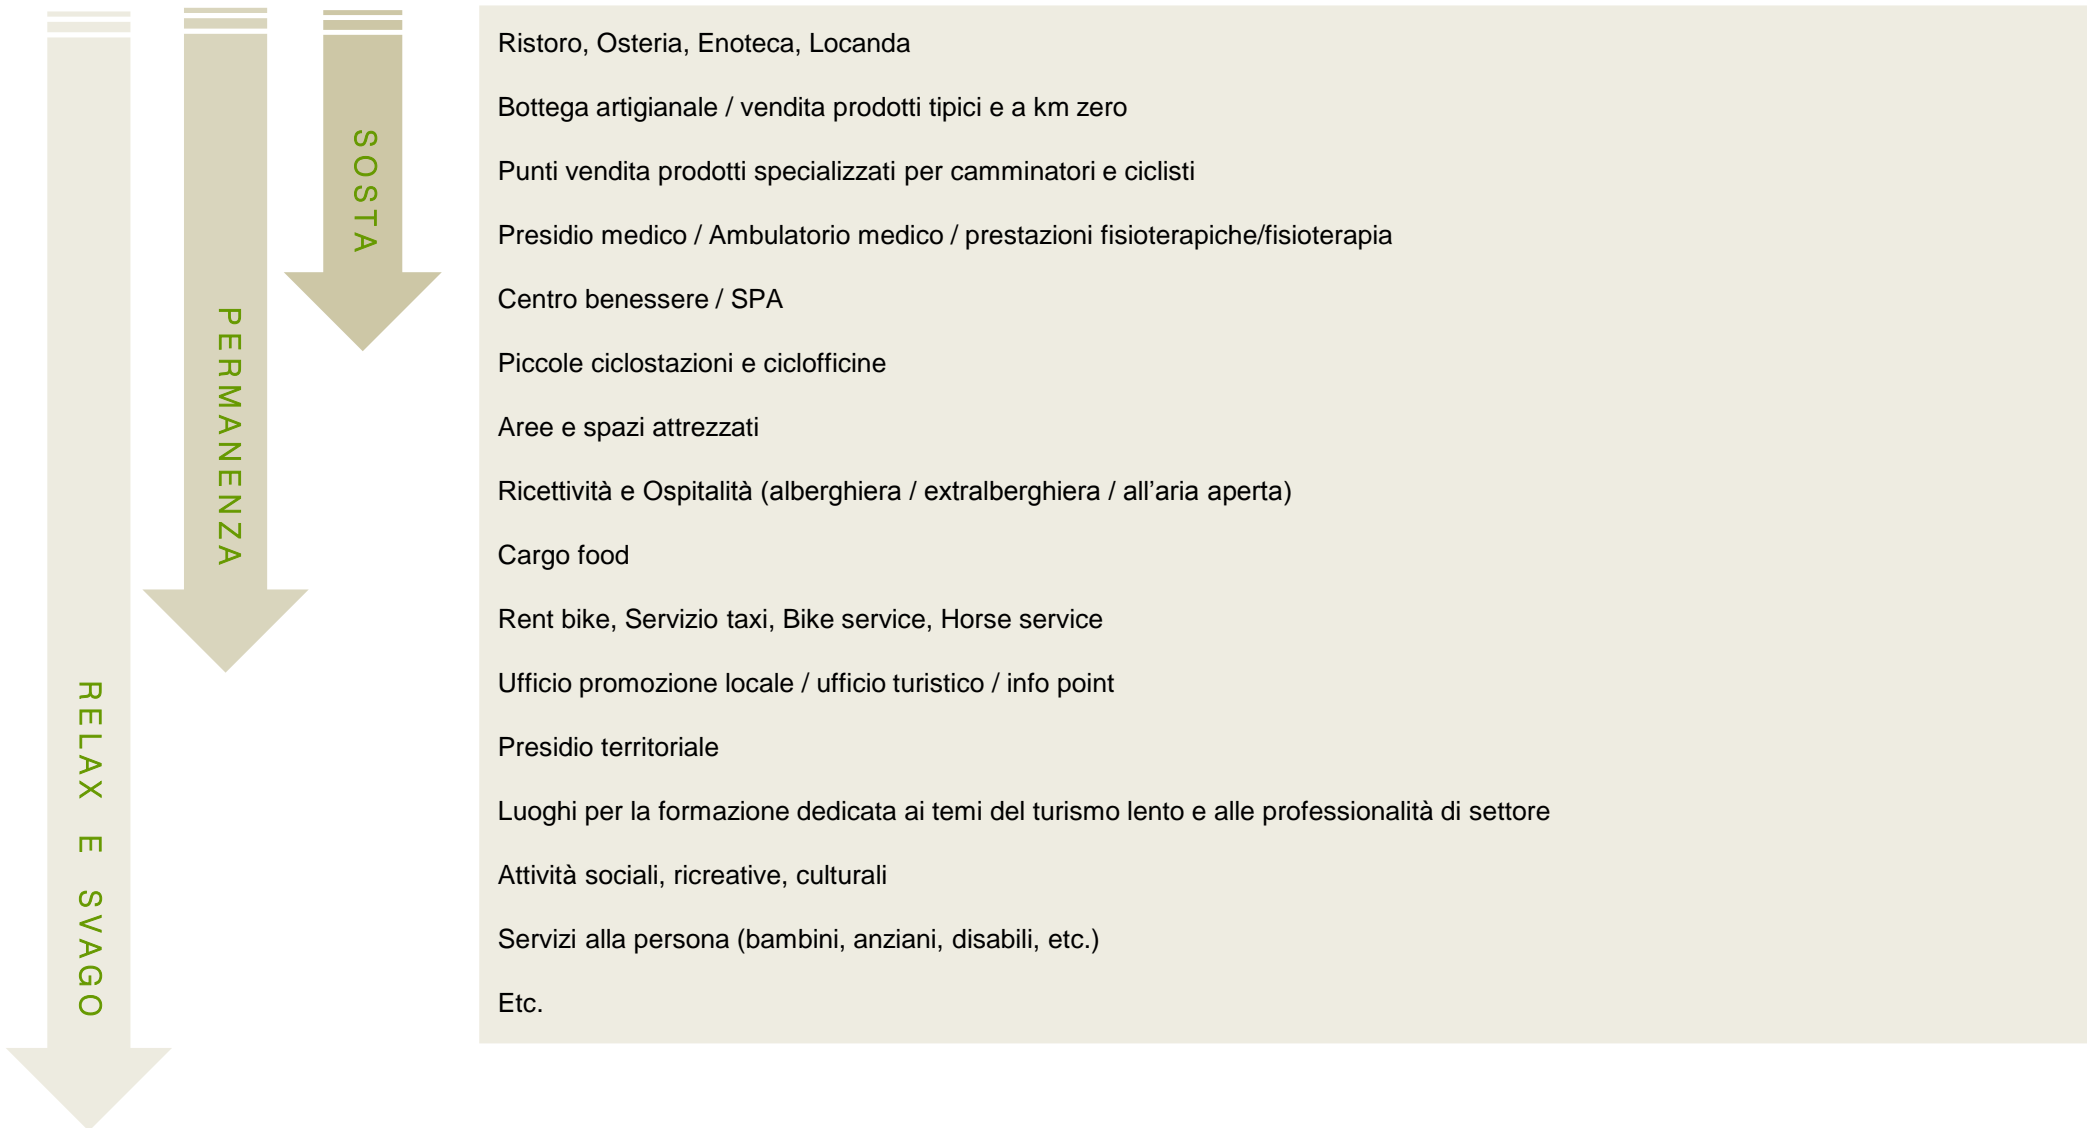 RELAX E SVAGO
PERMANENZA
SOSTA
Ristoro, Osteria, Enoteca, Locanda
Bottega artigianale / vendita prodotti tipici e a km zero
Punti vendita prodotti specializzati per camminatori e ciclisti
Presidio medico / Ambulatorio medico / prestazioni fisioterapiche/fisioterapia
Centro benessere / SPA
Piccole ciclostazioni e ciclofficine
Aree e spazi attrezzati
Ricettività e Ospitalità (alberghiera / extralberghiera / all’aria aperta)
Cargo food
Rent bike, Servizio taxi, Bike service, Horse service
Ufficio promozione locale / ufficio turistico / info point
Presidio territoriale
Luoghi per la formazione dedicata ai temi del turismo lento e alle professionalità di settore
Attività sociali, ricreative, culturali
Servizi alla persona (bambini, anziani, disabili, etc.)
Etc.